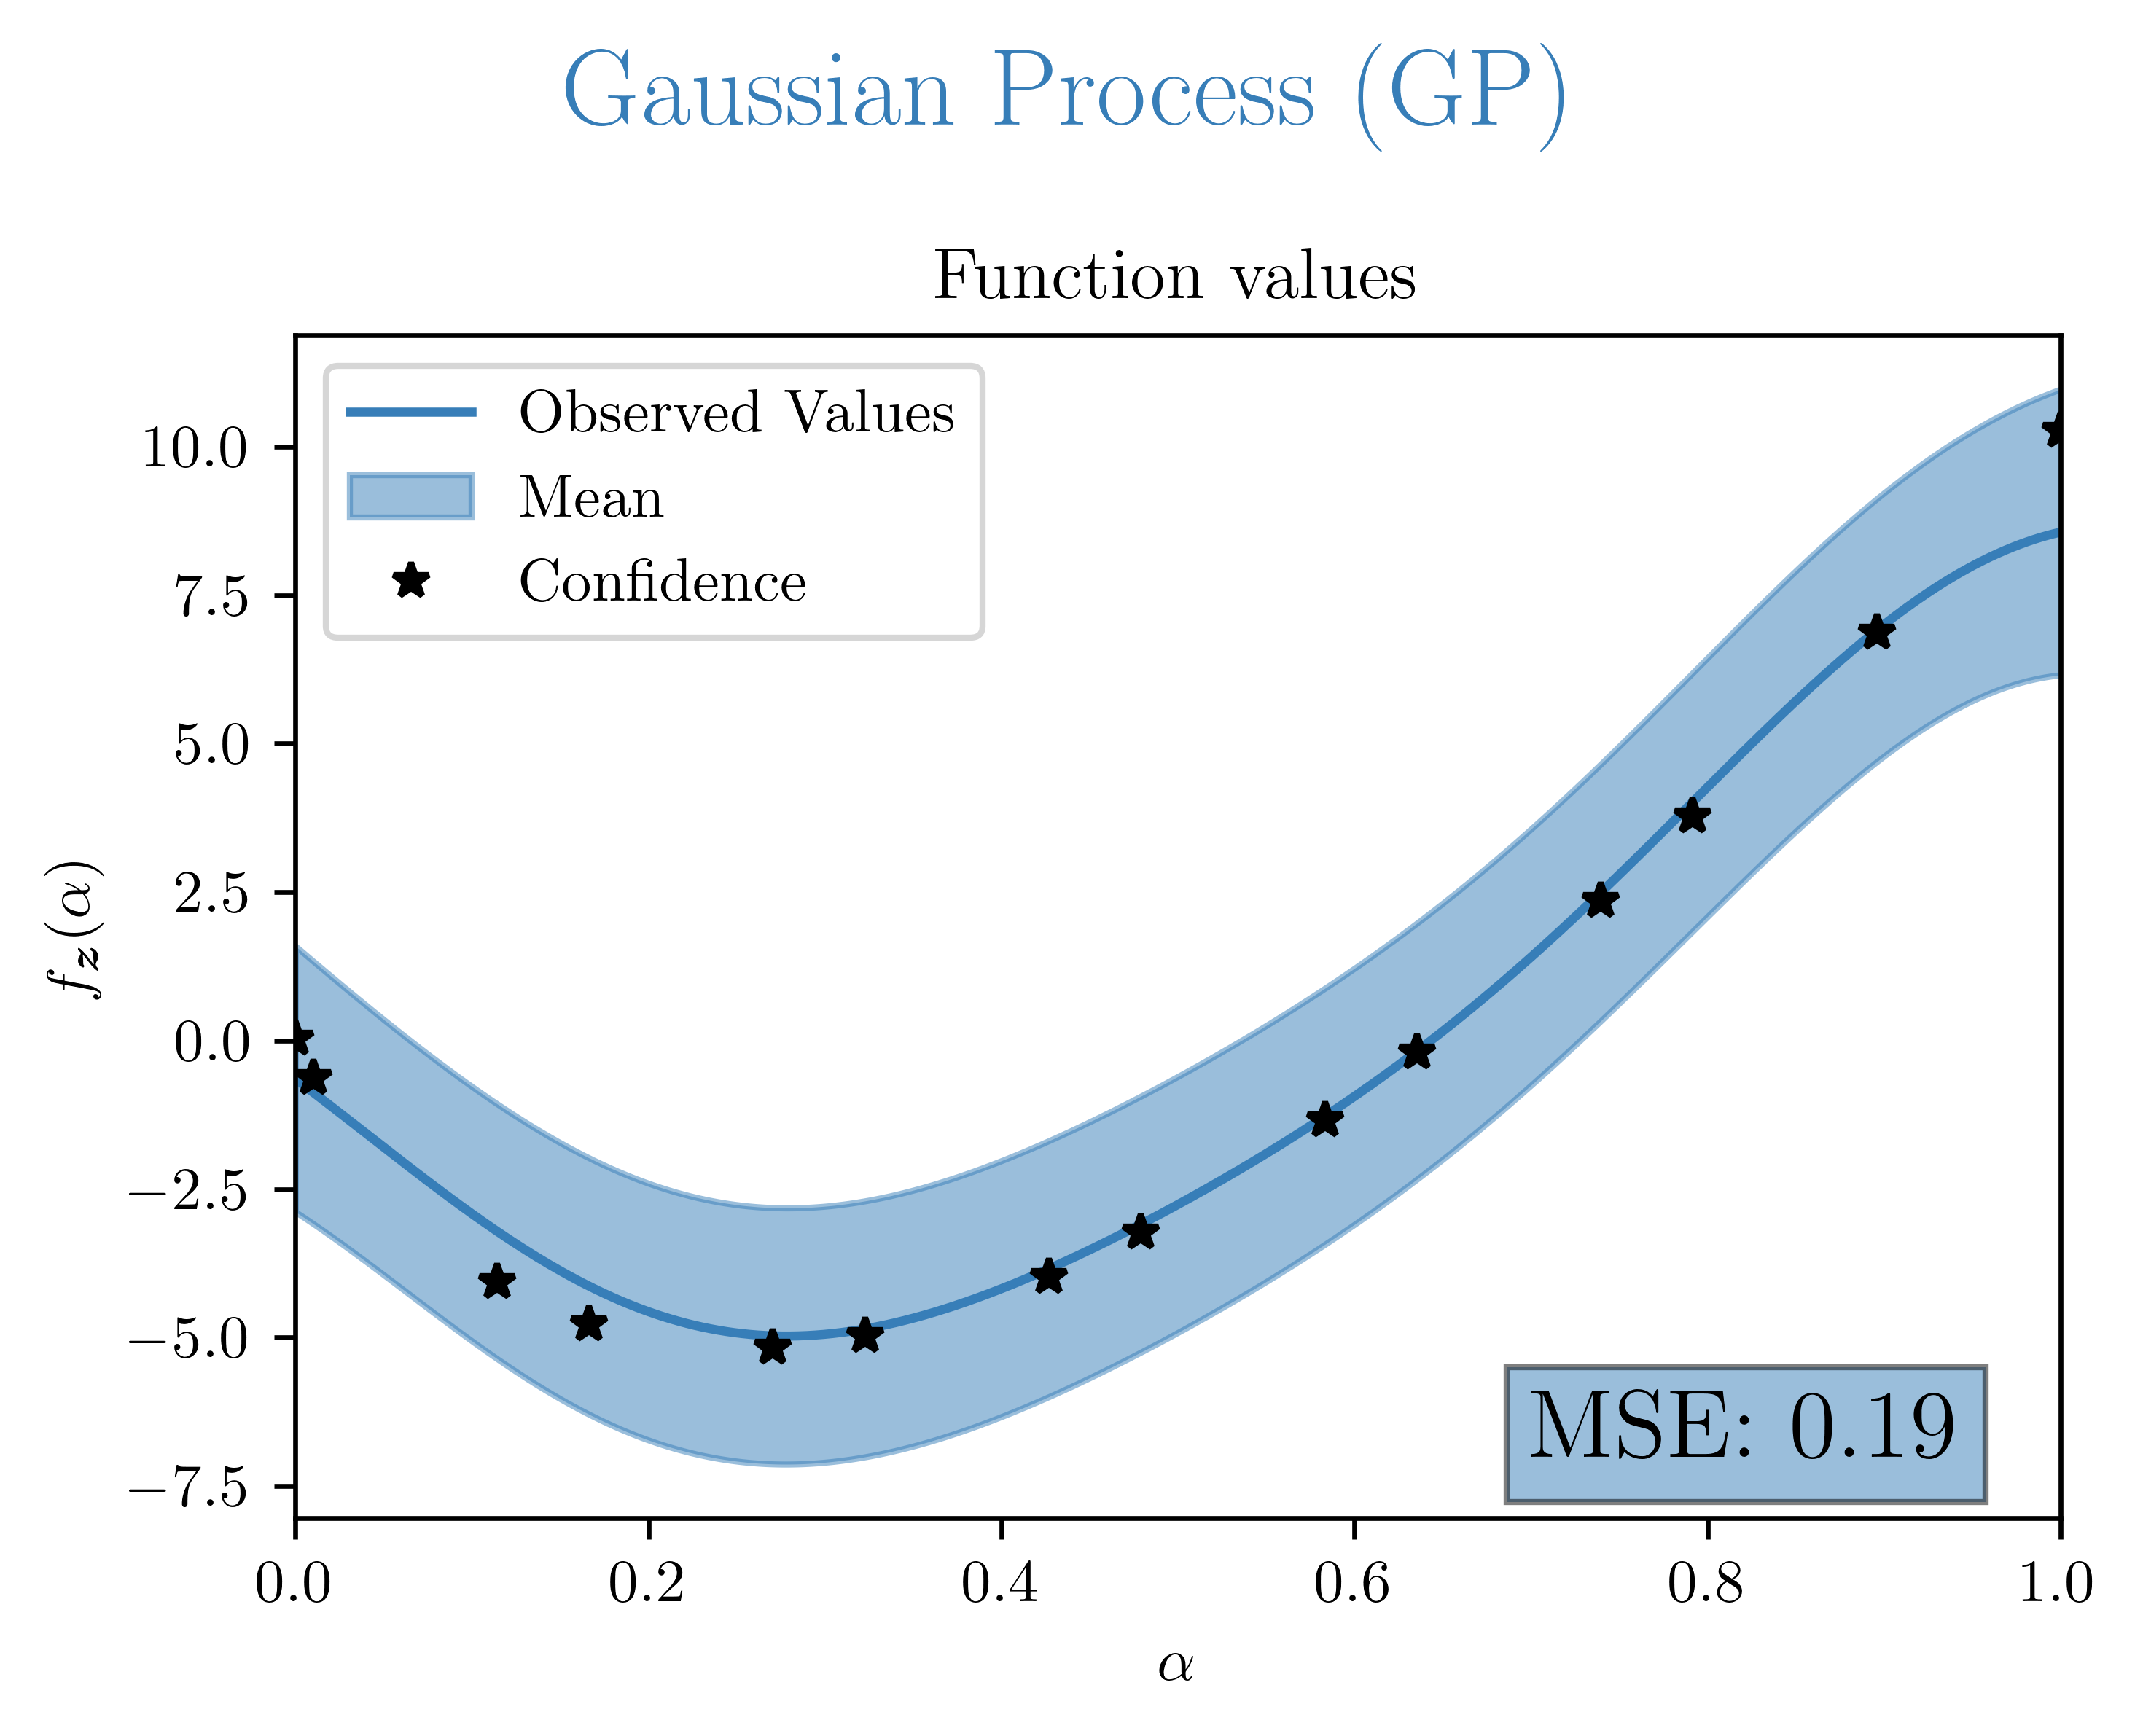 Gaussian Process (GP)
Function values
Observed Values
Mean
Confidence
10.0
7.5
5.0
2.5
0.0
−2.5
−5.0
−7.5
f_z(α)
MSE: 0.19
0.0 0.2 0.4 0.6 0.8 1.0
α